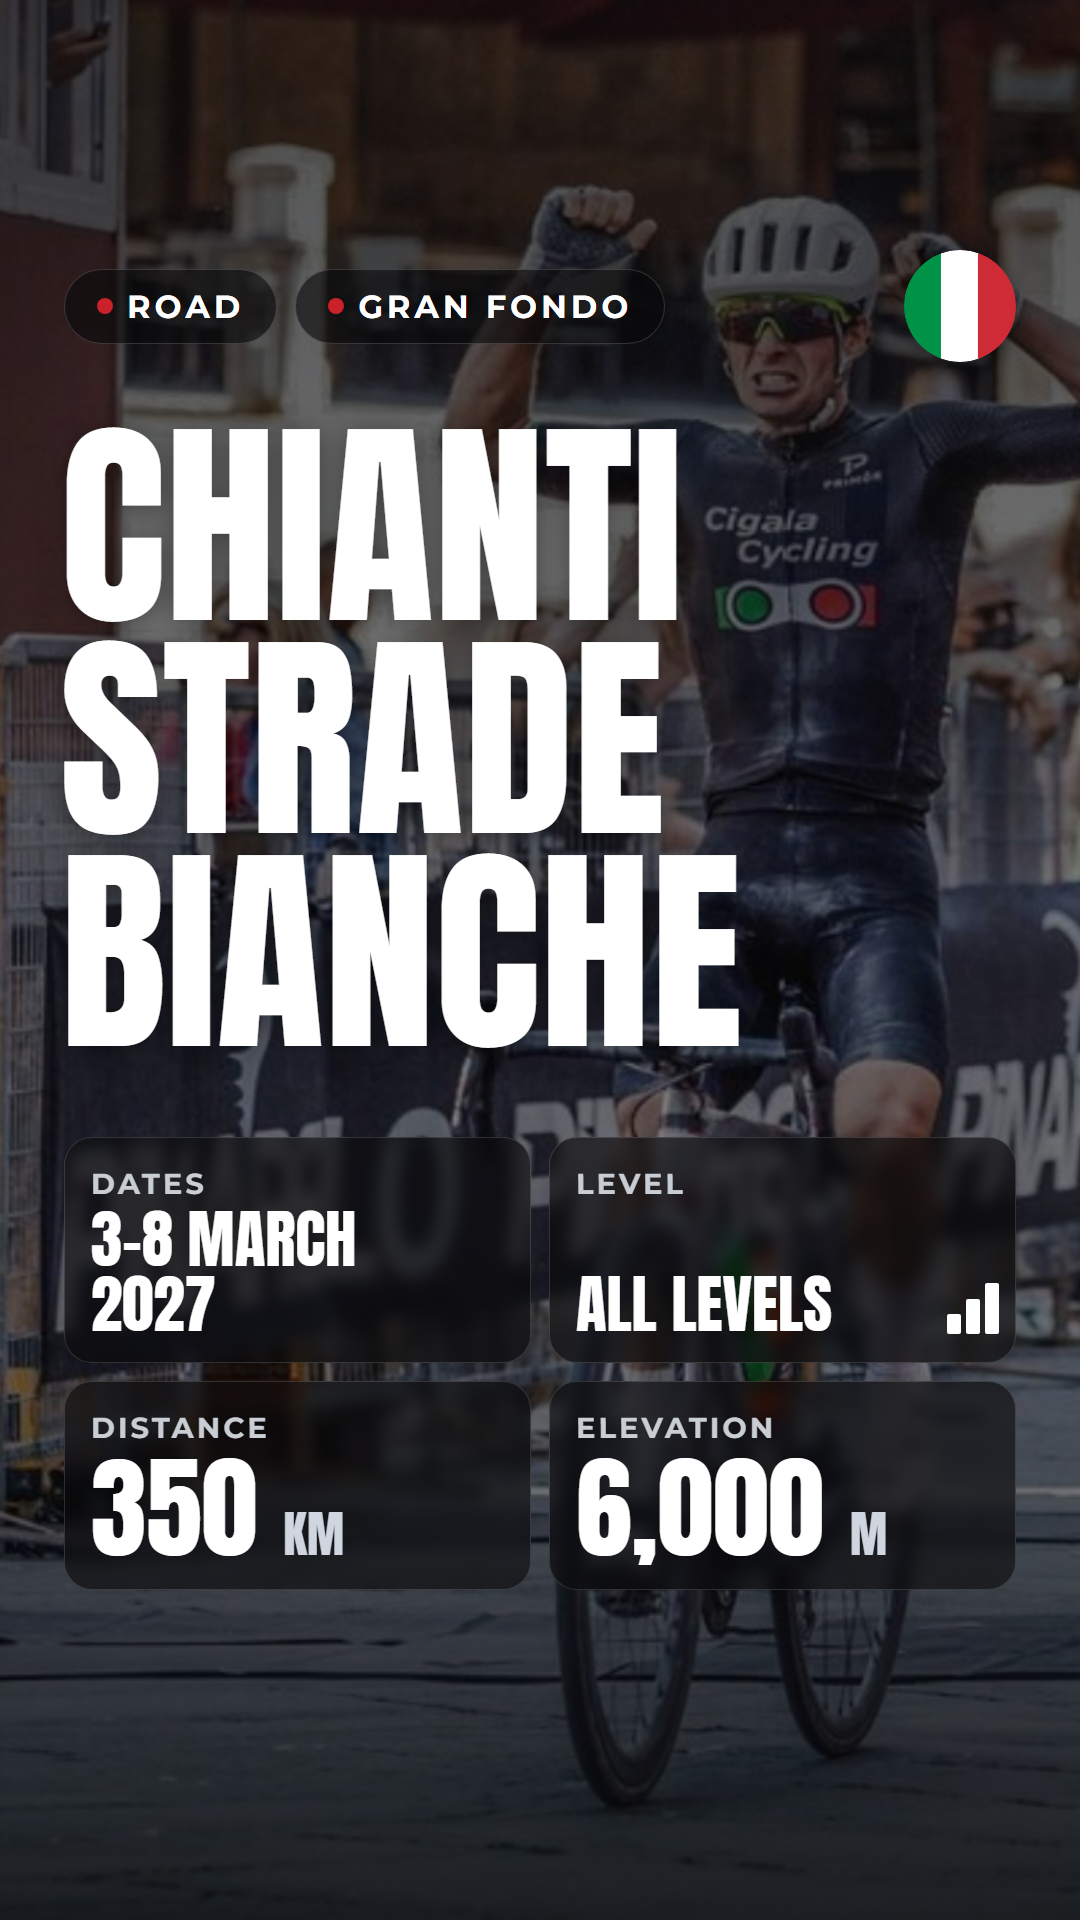 ROAD
GRAN FONDO
PRIMÓR
Cigala
Cycling
CHIANTI
STRADE
BIANCHE
DATES
3-8 MARCH
2027
LEVEL
ALL LEVELS
DISTANCE
350 KM
ELEVATION
6,000 M